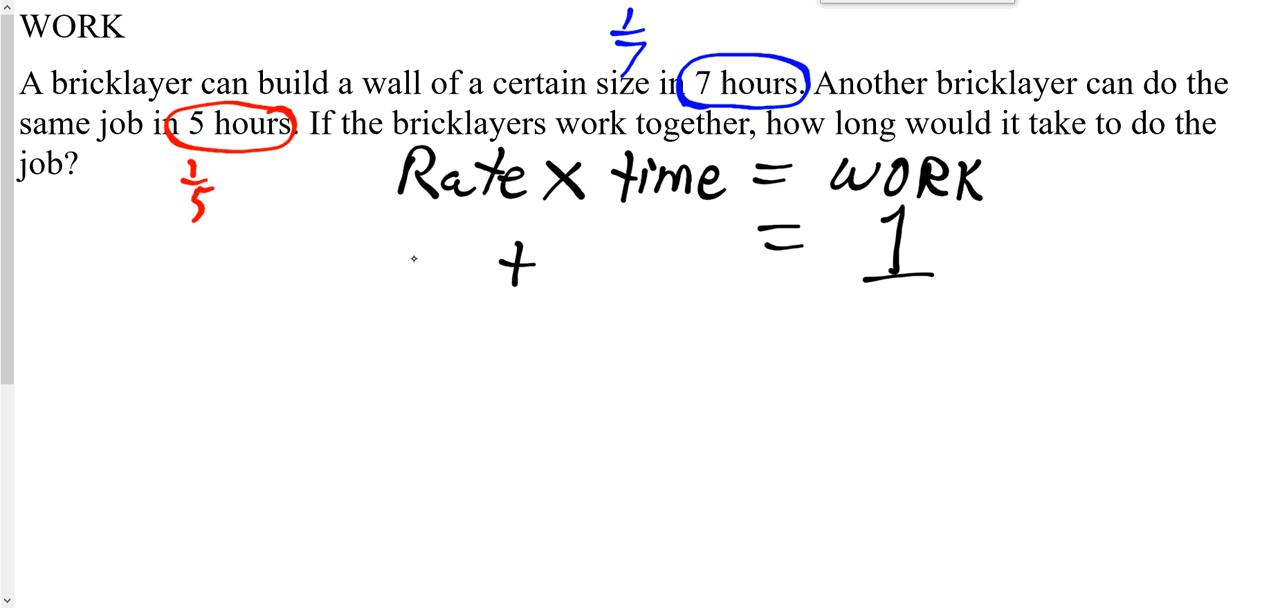 WORK
1/7
A bricklayer can build a wall of a certain size in 7 hours. Another bricklayer can do the
same job in 5 hours. If the bricklayers work together, how long would it take to do the
job?
1/5
Rate × time = WORK
+ = 1